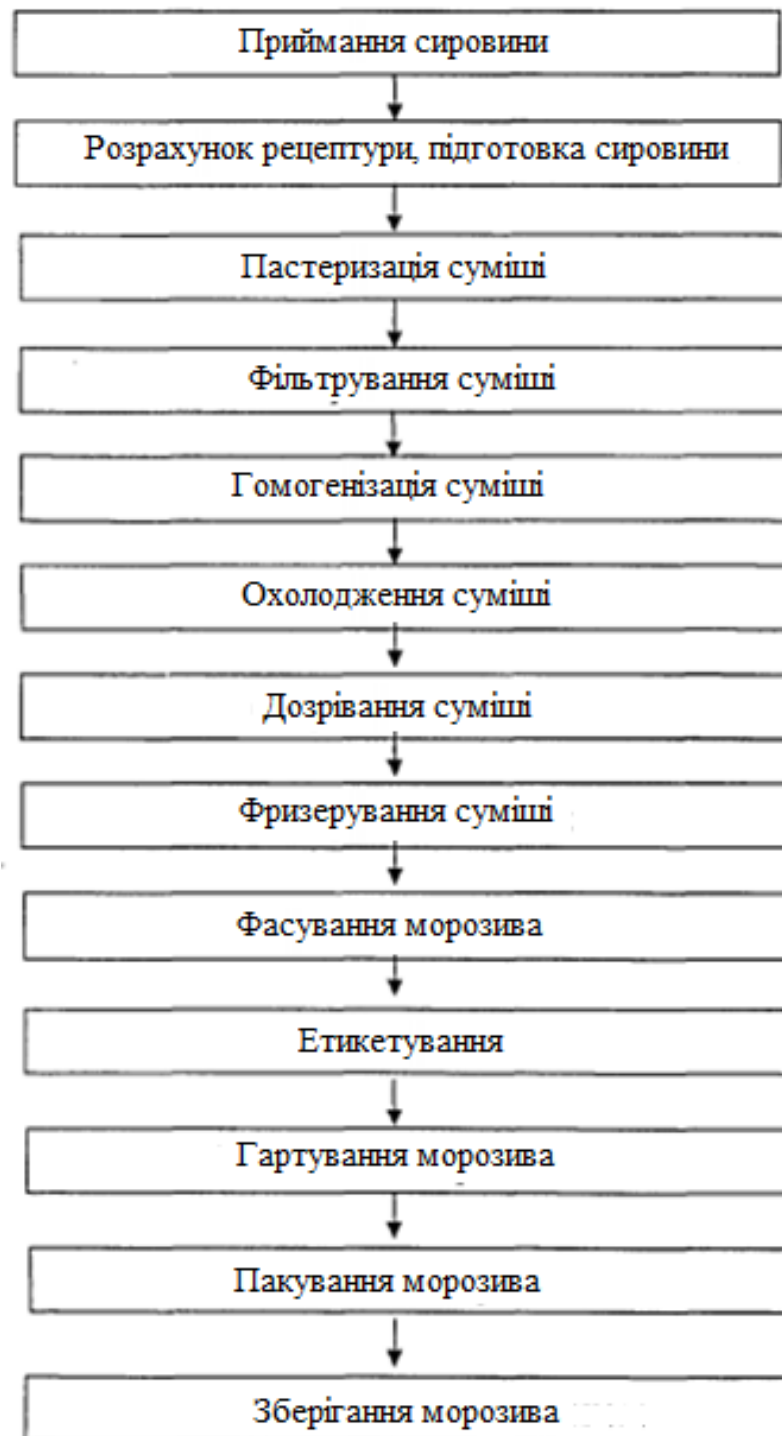 Приймання сировини
Розрахунок рецептури, підготовка сировини
Пастеризація суміші
Фільтрування суміші
Гомогенізація суміші
Охолодження суміші
Дозрівання суміші
Фризерування суміші
Фасування морозива
Етикетування
Гартування морозива
Пакування морозива
Зберігання морозива